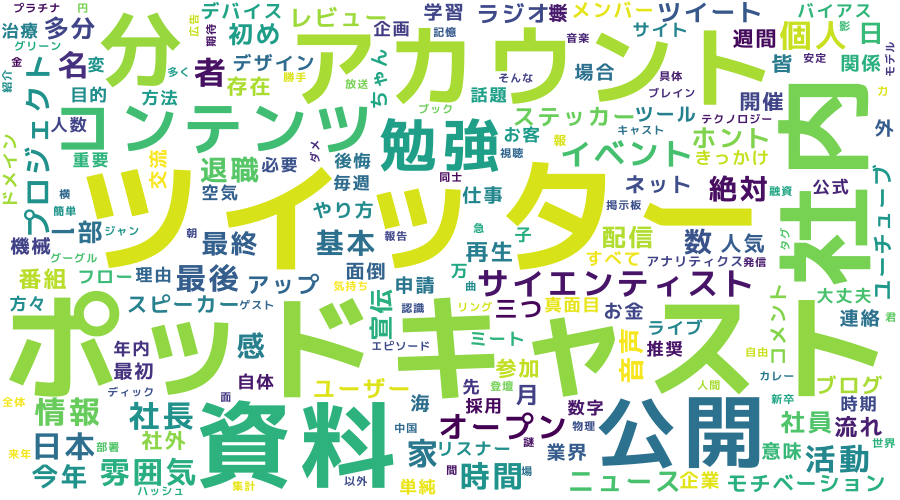 プラチナ
円
グリーン
治療
多分
金
名
変
紹介
プロジェクト
ドメイン
人数
目的
方法
重要
交流
分
者
広告
期待
デバイス
初め
デザイン
存在
勝手
多く
レビュー
放送
ちゃん
企画
記憶
学習
ラジオ
音楽
話題
場合
そんな
メンバー
サイト
ツイート
具体
ブレイン
週間
個人
皆
安定
バイアス
影
日
関係
モデル
カ
アカウント
コンテンツ
勉強
ブック
ステッカー
ツール
テクノロジー
開催
キャスト
お客
報
イベント
ホント
きっかけ
外
社内
退職
必要
後悔
ダメ
空気
毎週
同士
視聴
仕事
ネット
掲示板
絶対
融資
公式
ツイッター
ユーチューブ
一部
機械
横
簡単
ジャン
朝
最終
基本
やり方
報告
急
再生
子
配信
数
人気
タグ
すべて
アナリティクス
発信
グーグル
番組
フロー
理由
最後
アップ
面倒
気持ち
申請
万
曲
サイエンティスト
大丈夫
方々
スピーカー
ゲスト
宣伝
認識
リング
三つ
真面目
お金
ライブ
コメント
連絡
君
ポッドキャスト
IT
年内
最初
ディック
感
自体
エピソード
ミート
参加
音声
推奨
自由
カレー
人間
ブログ
新卒
時期
全体
情報
社長
社外
面
ユーザー
中国
海
家
先
採用
オープン
リスナー
登壇
月
数字
物理
謎
業界
資料
公開
社員
流れ
意味
世界
活動
日本
部署
来年
今年
雰囲気
ハッシュ
集計
以外
単純
間
時間
場
ニュース
企業
モチベーション